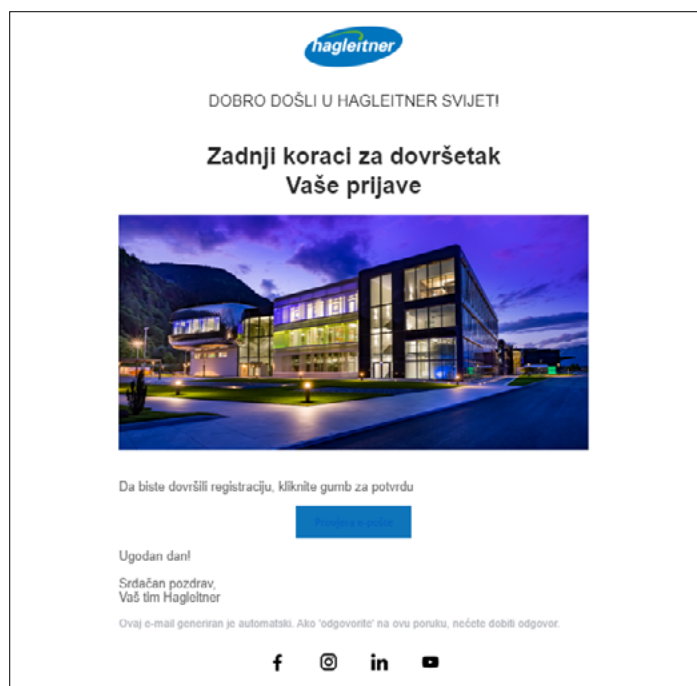 hagleitner
DOBRO DOŠLI U HAGLEITNER SVIJET!
Zadnji koraci za dovršetak
Vaše prijave
Da biste dovršili registraciju, kliknite gumb za potvrdu
Provjera e-pošte
Ugodan dan!
Srdačan pozdrav,
Vaš tim Hagleitner
Ovaj e-mail generiran je automatski. Ako 'odgovorite' na ovu poruku, nećete dobiti odgovor.